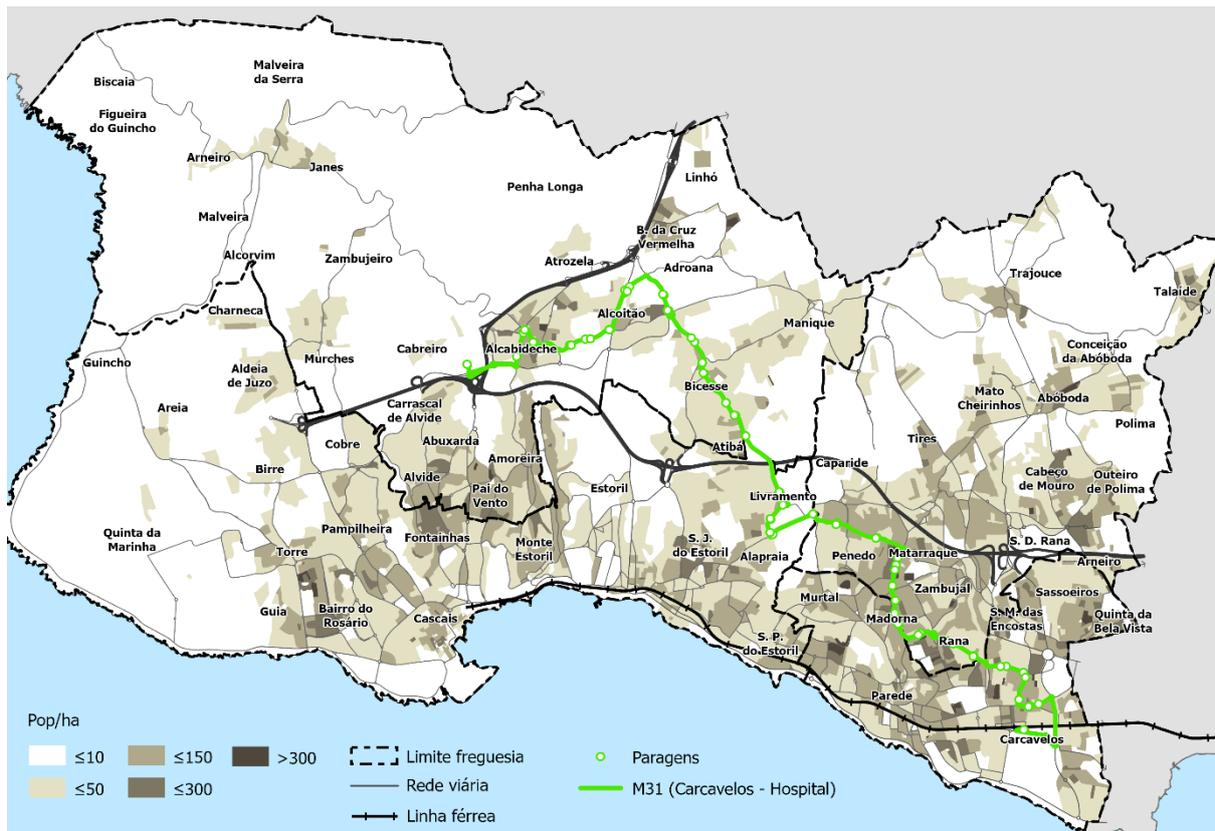 Malveira
da Serra
Biscaia
Figueira
do Guincho
Arneiro
Janes
Linhó
Penha Longa
Malveira
B. da Cruz
Vermelha
Alcorvim
Zambujeiro
Atrozela
Adroana
Trajouce
Talaíde
Charneca
Alcoitão
Manique
Guincho
Murches
Cabreiro
Alcabideche
Conceição
da Abóboda
Aldeia
de Juzo
Bicesse
Mato
Cheirinhos
Abóboda
Areia
Carrascal
de Alvide
Polima
Cobre
Abuxarda
Atibá
Tires
Amoreira
Caparide
Birre
Alvide
Pai do
Vento
Estoril
Livramento
Cabeço
de Mouro
Outeiro
de Polima
Quinta da
Marinha
Pampilheira
Fontainhas
Monte
Estoril
S. J.
do Estoril
Alapraia
Penedo
Matarraque
S. D. Rana
Arneiro
Torre
Murtal
Zambujal
Sassoeiros
Guia
Bairro do
Rosário
Cascais
Madorna
S. M. das
Encostas
Quinta da
Bela Vista
S. P.
do Estoril
Rana
Parede
Carcavelos
Pop/ha
≤10
≤150
>300
≤50
≤300
Limite freguesia
Rede viária
Linha férrea
Paragens
M31 (Carcavelos - Hospital)